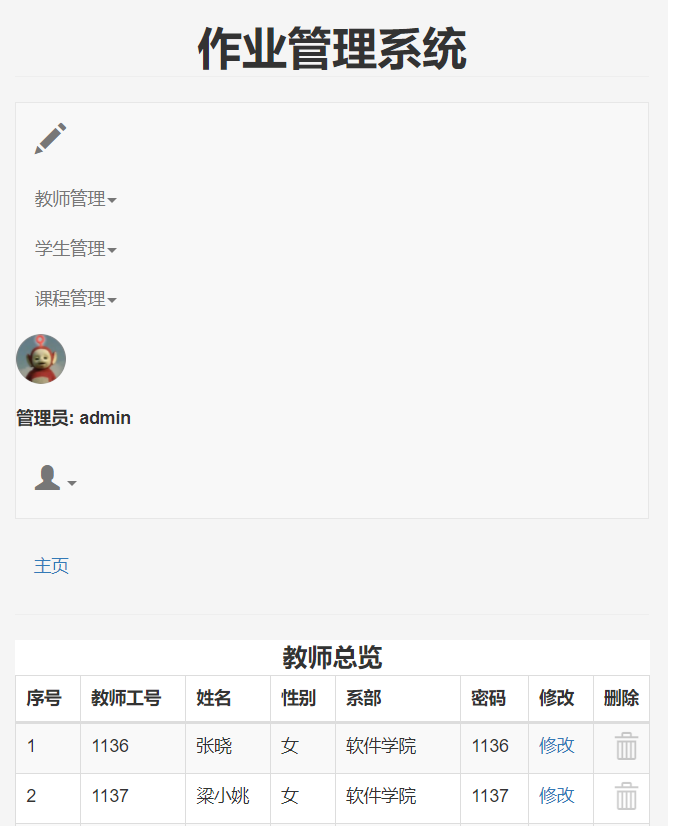 作业管理系统
教师管理
学生管理
课程管理
管理员: admin
主页
教师总览
序号 教师工号 姓名 性别 系部 密码 修改 删除
1 1136 张晓 女 软件学院 1136 修改
2 1137 梁小姚 女 软件学院 1137 修改